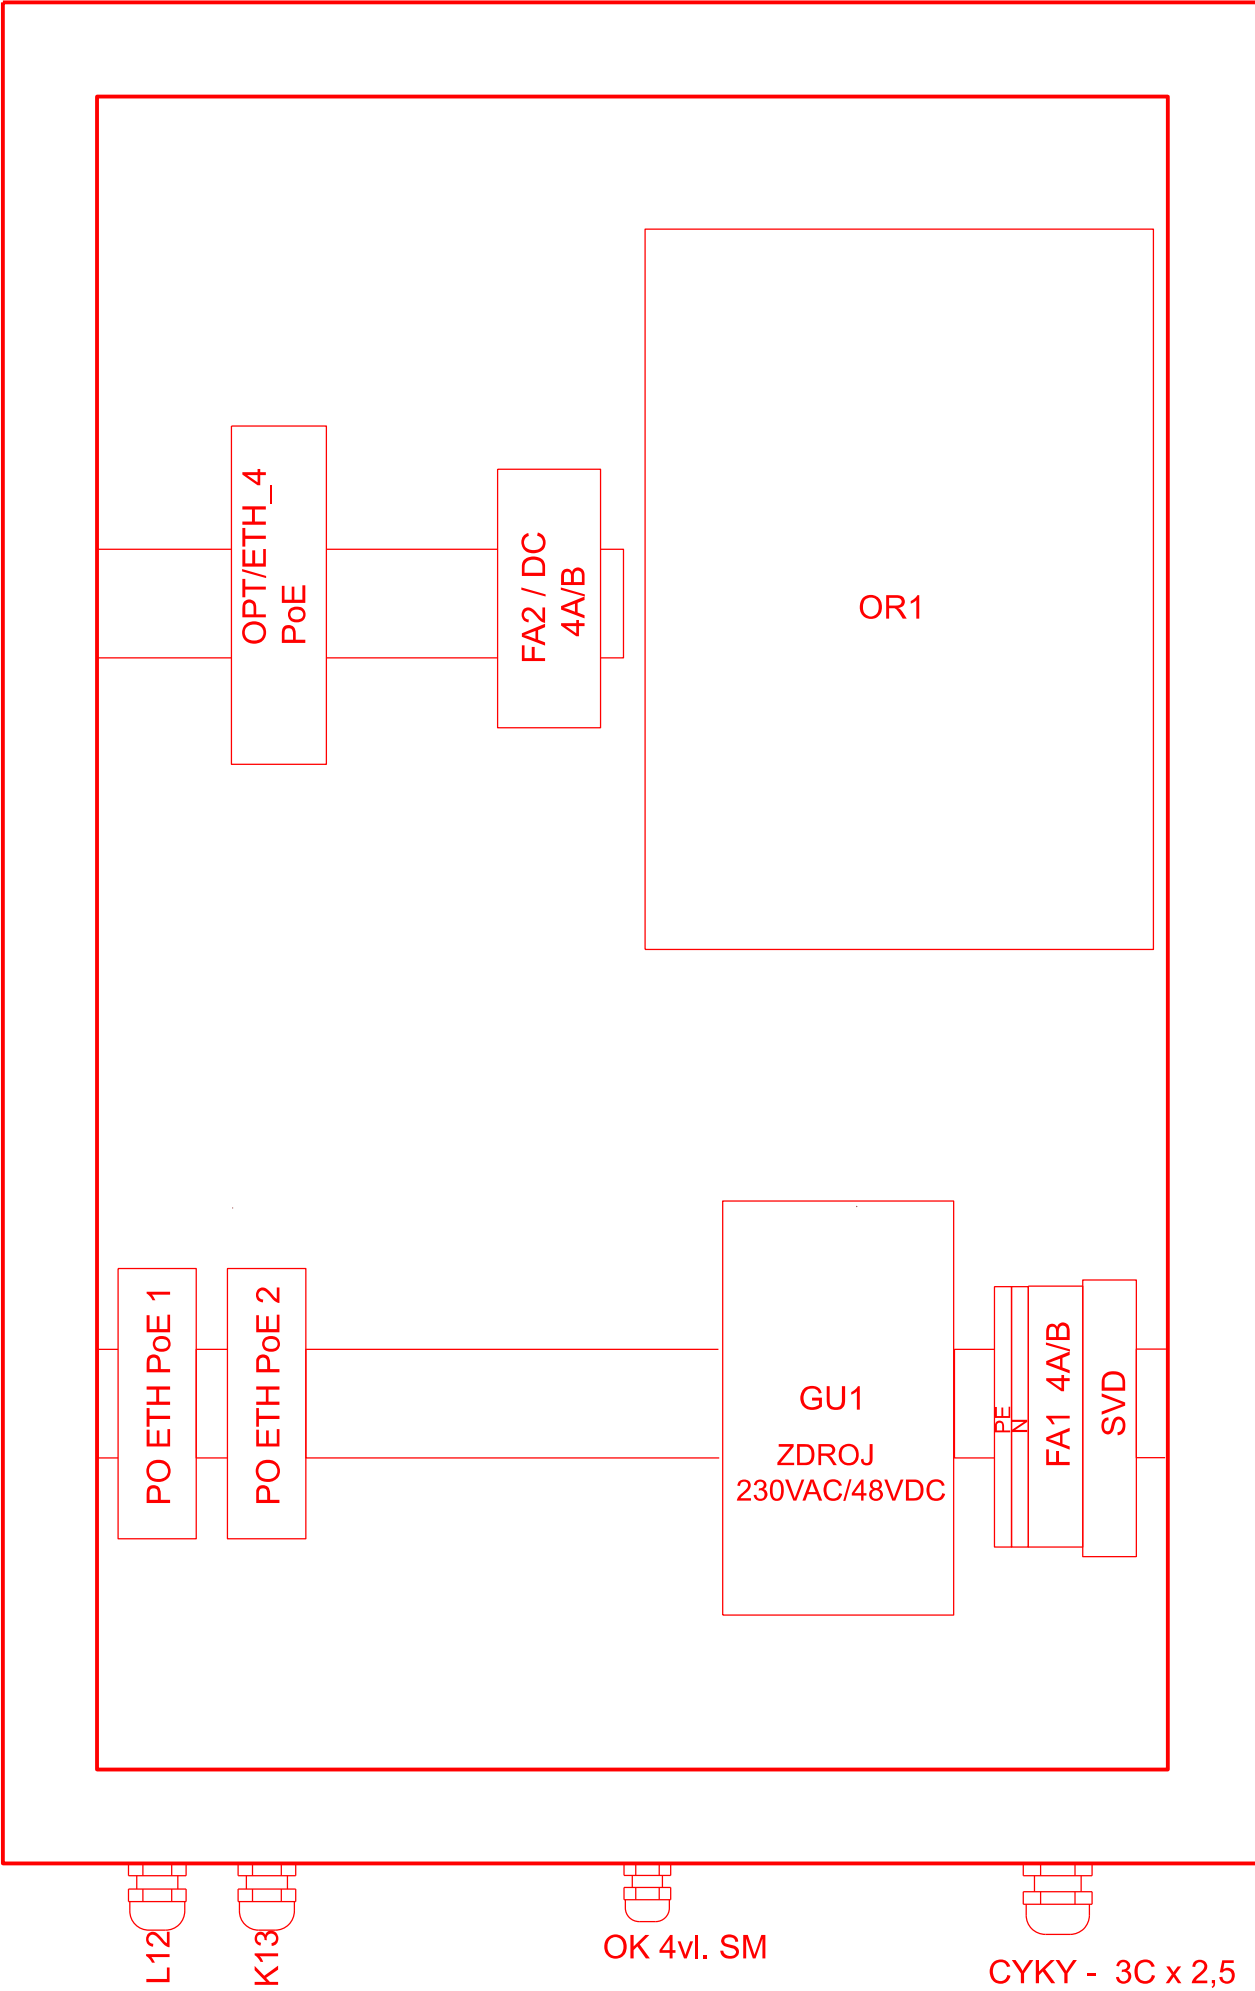 OPT/ETH_4
PoE
FA2 / DC
4A/B
OR1
PO ETH PoE 1
PO ETH PoE 2
GU1
ZDROJ
230VAC/48VDC
PE
N
FA1 4A/B
SVD
L12
K13
OK 4vl. SM
CYKY - 3C x 2,5